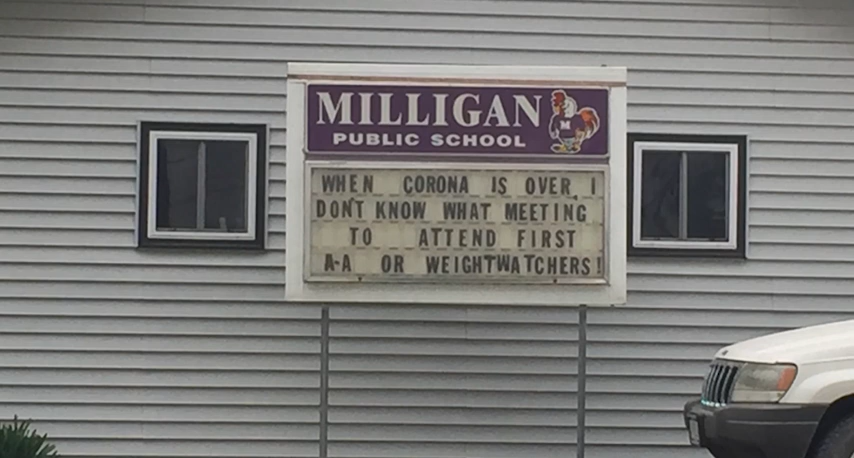 MILLIGAN
M
PUBLIC SCHOOL
WHEN CORONA IS OVER, I
DON'T KNOW WHAT MEETING
TO ATTEND FIRST
A-A OR WEIGHTWATCHERS!